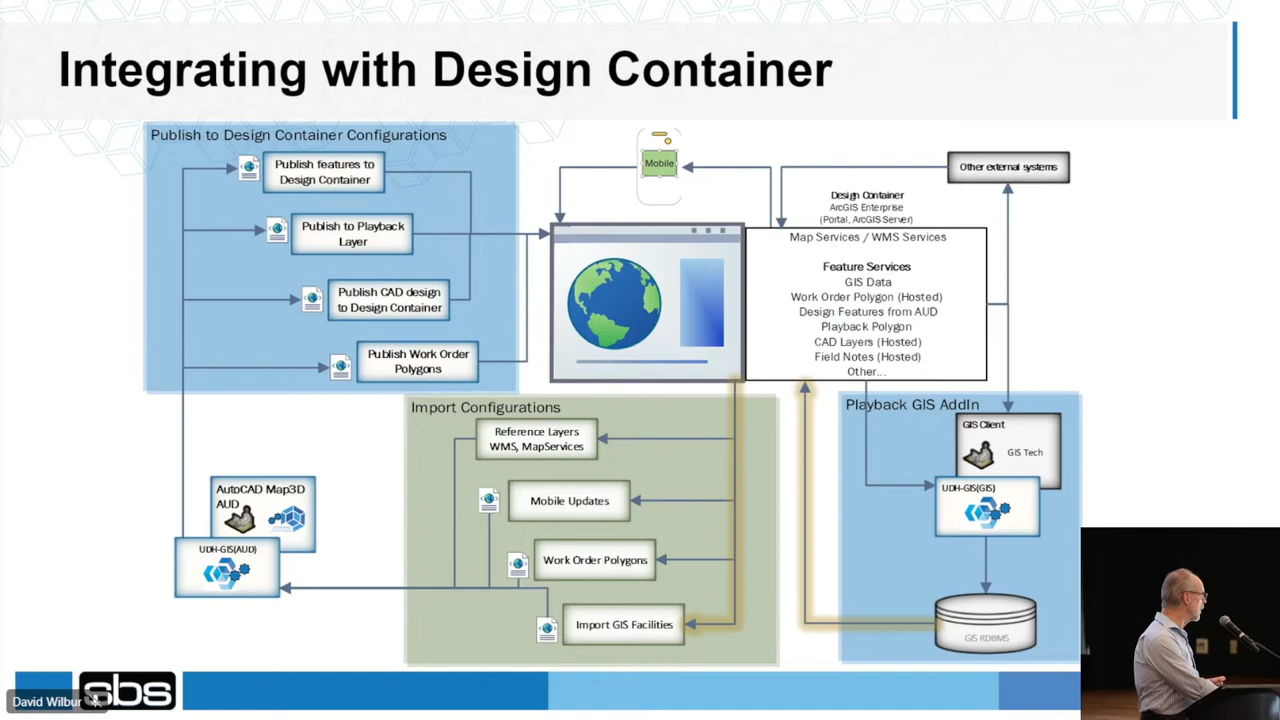 Integrating with Design Container
Publish to Design Container Configurations
Publish features to
Design Container
Publish to Playback
Layer
Publish CAD design
to Design Container
Publish Work Order
Polygons
Mobile
Other external systems
Design Container
ArcGIS Enterprise
(Portal, ArcGIS Server)
Map Services / WMS Services
Feature Services
GIS Data
Work Order Polygon (Hosted)
Design Features from AUD
Playback Polygon
CAD Layers (Hosted)
Field Notes (Hosted)
Other...
Import Configurations
Reference Layers
WMS, MapServices
Mobile Updates
Work Order Polygons
Import GIS Facilities
Playback GIS AddIn
GIS Client
GIS Tech
UDH-GIS(GIS)
GIS RDBMS
AutoCAD Map3D
AUD
UDH-GIS(AUD)
David Wilbur
sbs